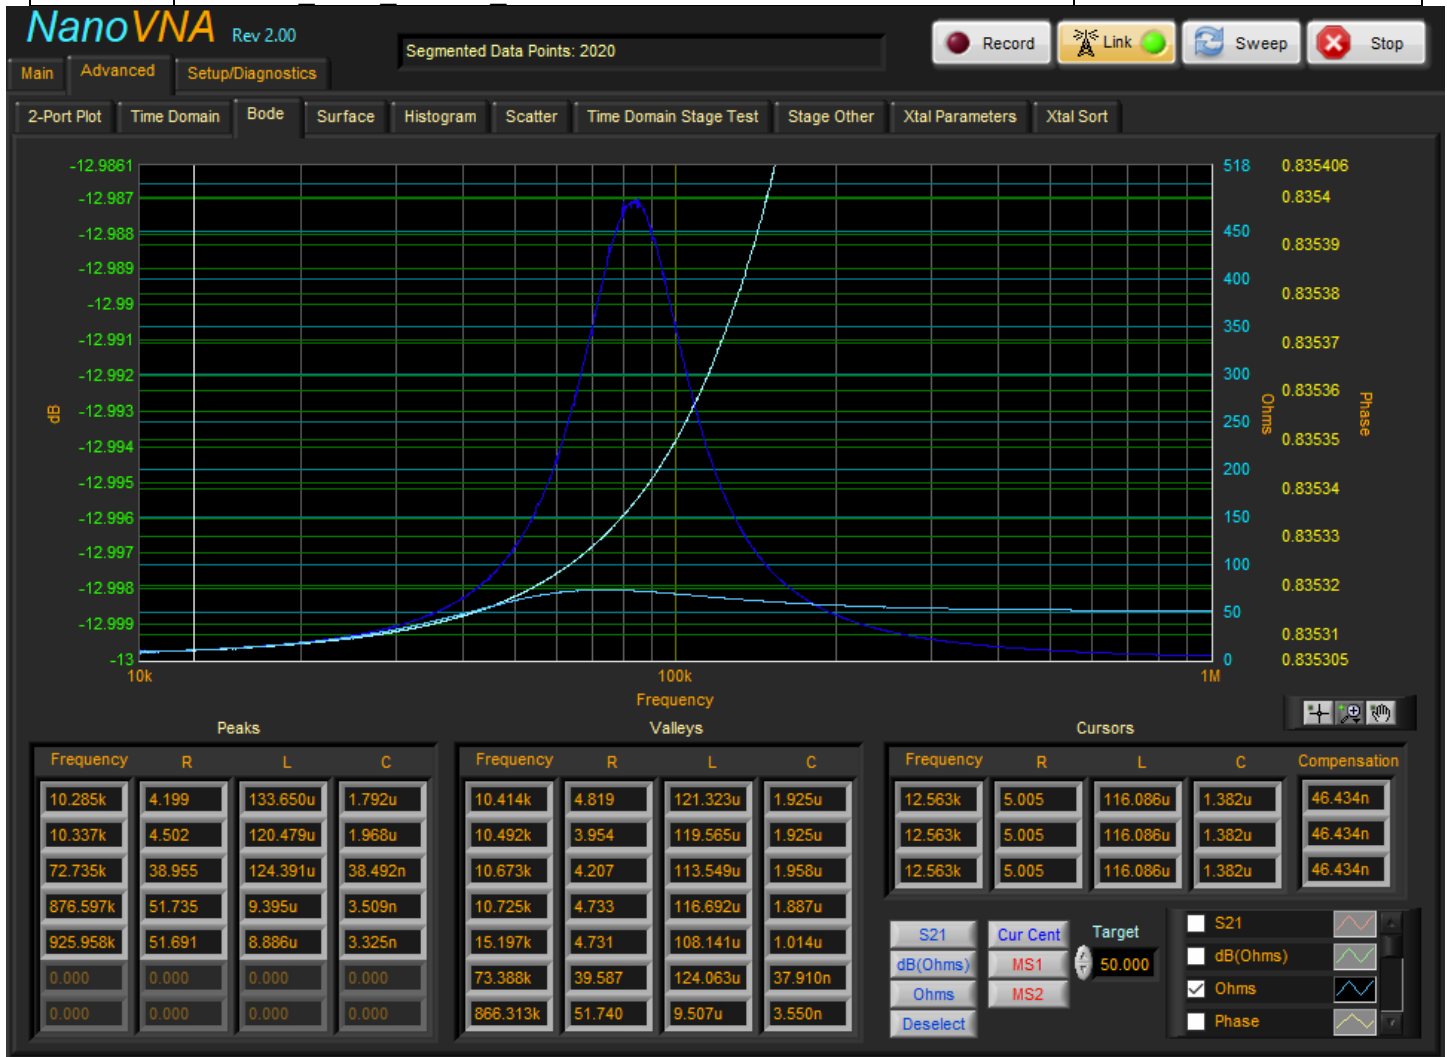 NanoVNA Rev 2.00
Segmented Data Points: 2020
Record Link Sweep Stop
Main Advanced Setup/Diagnostics
2-Port Plot Time Domain Bode Surface Histogram Scatter Time Domain Stage Test Stage Other Xtal Parameters Xtal Sort
-12.9861 518 0.835406
-12.987 0.8354
-12.988 450 0.83539
-12.989 400
-12.99 0.83538
-12.991 350 0.83537
-12.992 300 0.83536
-12.993 250
-12.994 0.83535
-12.995 200 0.83534
-12.996 150 0.83533
-12.997 100
-12.998 0.83532
-12.999 50 0.83531
-13 0 0.835305
dB
Ohms
Phase
10k 100k 1M
Frequency
Peaks
Frequency R L C
10.285k 4.199 133.650u 1.792u
10.337k 4.502 120.479u 1.968u
72.735k 38.955 124.391u 38.492n
876.597k 51.735 9.395u 3.509n
925.958k 51.691 8.886u 3.325n
0.000 0.000 0.000 0.000
0.000 0.000 0.000 0.000
Valleys
Frequency R L C
10.414k 4.819 121.323u 1.925u
10.492k 3.954 119.565u 1.925u
10.673k 4.207 113.549u 1.958u
10.725k 4.733 116.692u 1.887u
15.197k 4.731 108.141u 1.014u
73.388k 39.587 124.063u 37.910n
866.313k 51.740 9.507u 3.550n
Cursors
Frequency R L C Compensation
12.563k 5.005 116.086u 1.382u 46.434n
12.563k 5.005 116.086u 1.382u 46.434n
12.563k 5.005 116.086u 1.382u 46.434n
S21 Cur Cent Target
dB(Ohms) MS1 50.000
Ohms MS2
Deselect
S21
dB(Ohms)
Ohms
Phase